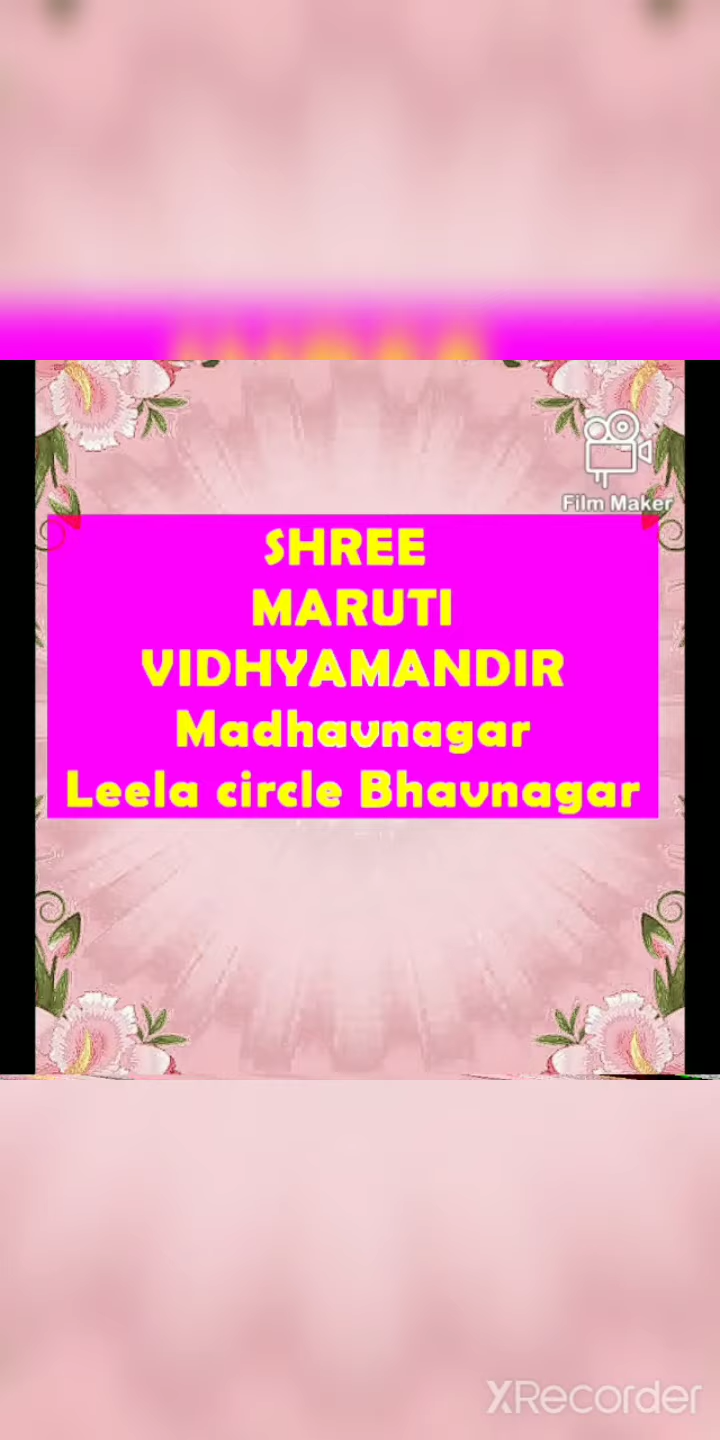 Film Maker
SHREE
MARUTI
VIDHYAMANDIR
Madhavnagar
Leela circle Bhavnagar
XRecorder